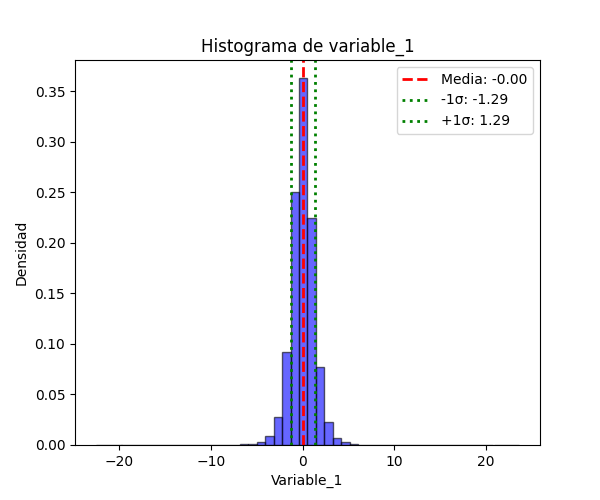 Histograma de variable_1
Media: -0.00
-1σ: -1.29
+1σ: 1.29
Densidad
0.35
0.30
0.25
0.20
0.15
0.10
0.05
0.00
−20
−10
0
10
20
Variable_1